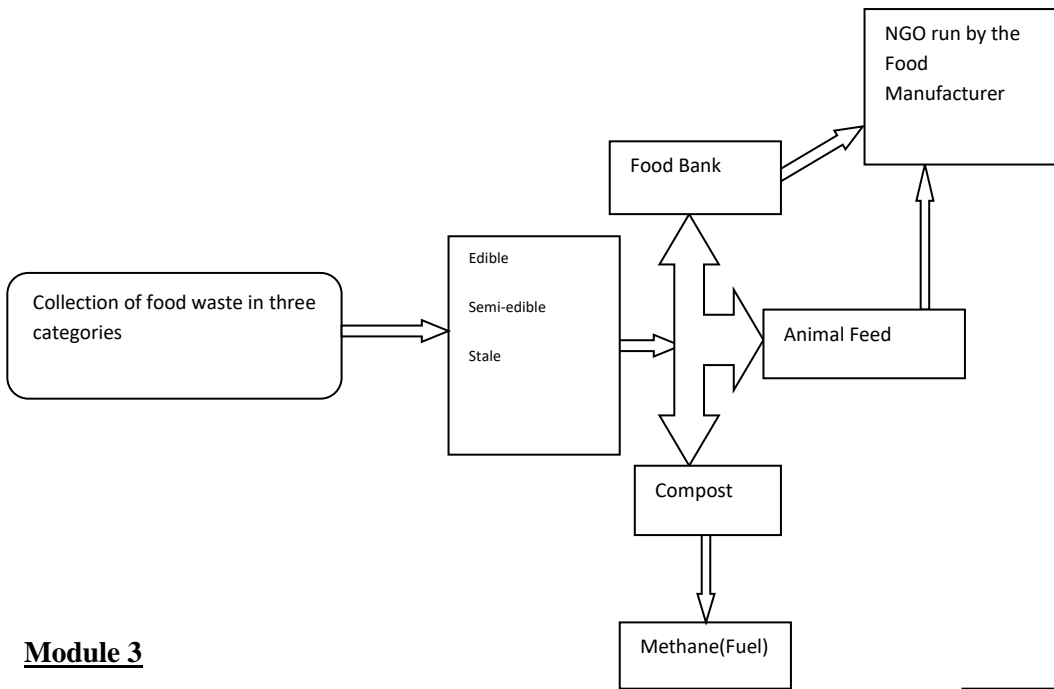 NGO run by the
Food
Manufacturer
Food Bank
Edible
Semi-edible
Stale
Collection of food waste in three
categories
Animal Feed
Compost
Methane(Fuel)
Module 3